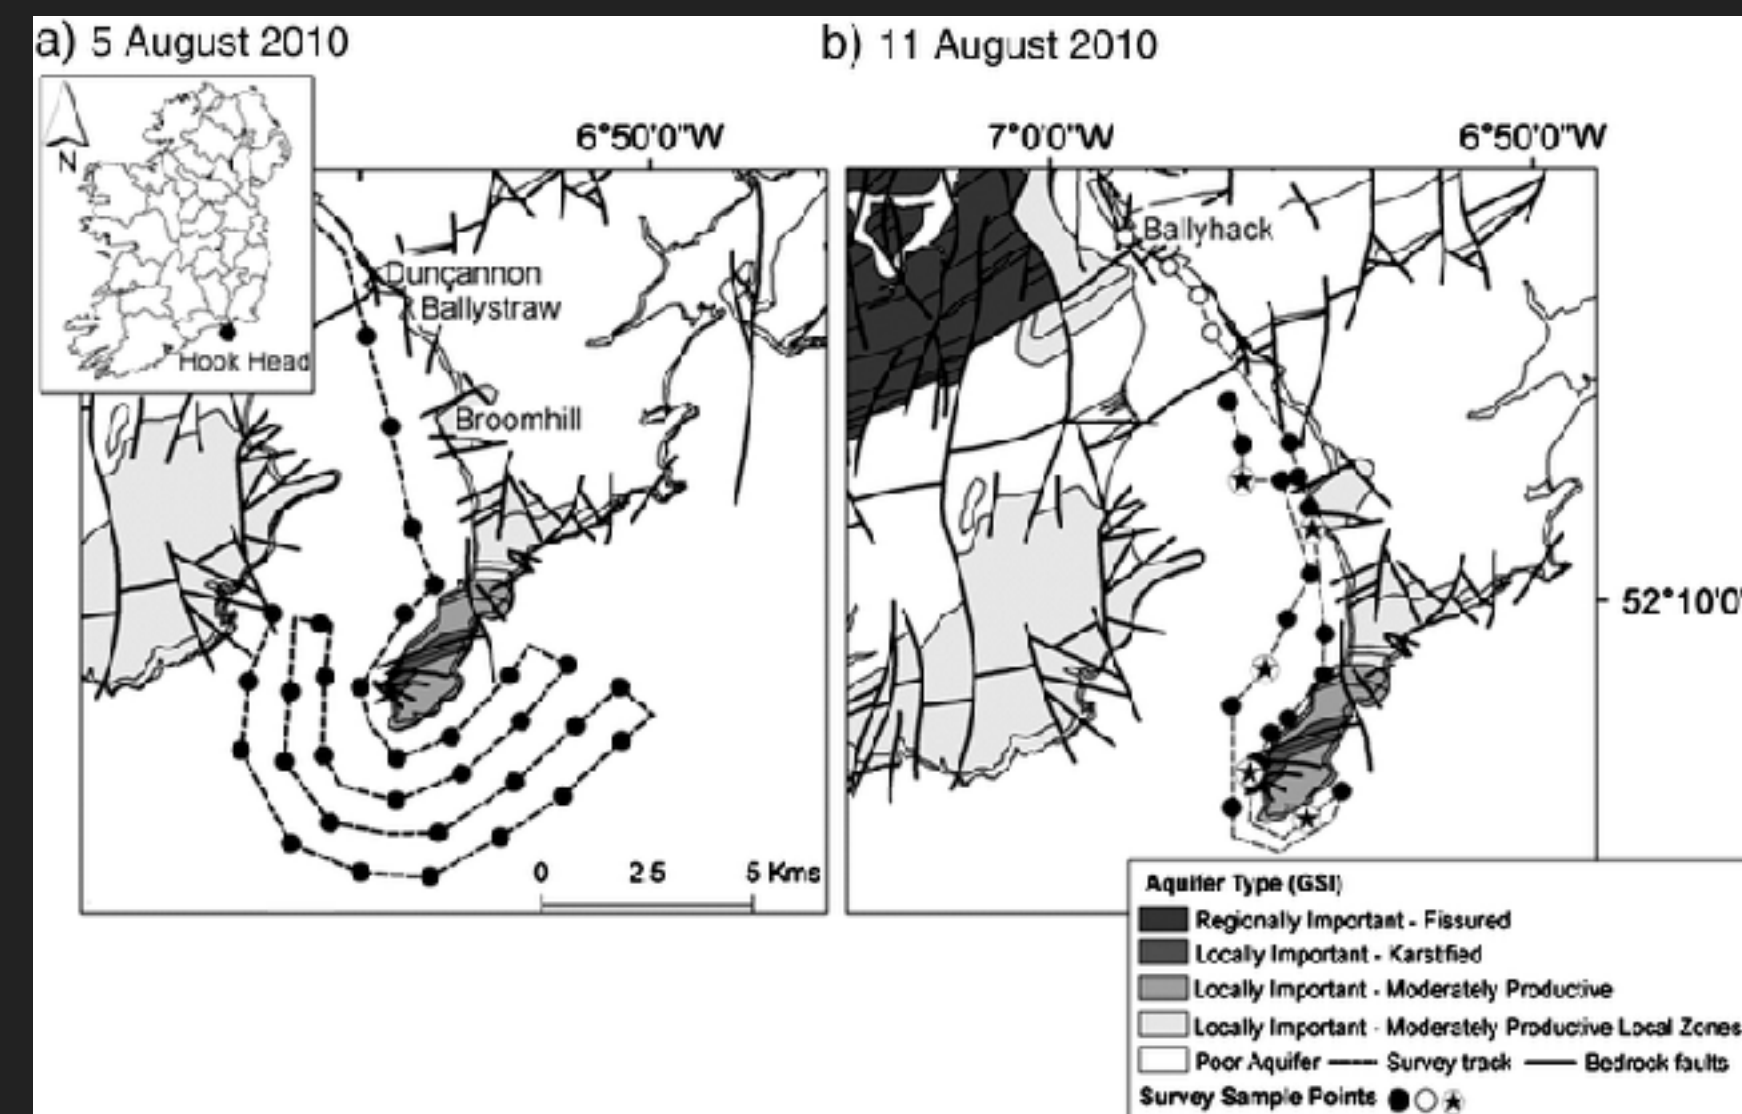 a) 5 August 2010
b) 11 August 2010
N
Hook Head
6°50'0"W
7°0'0"W
6°50'0"W
Duncannon
Ballystraw
Broomhill
Ballyhack
52°10'0"
0 2 5 5 Kms
Aquifer Type (GSI)
Regionally Important - Fissured
Locally Important - Karstified
Locally Important - Moderately Productive
Locally Important - Moderately Productive Local Zones
Poor Aquifer Survey track Bedrock faults
Survey Sample Points